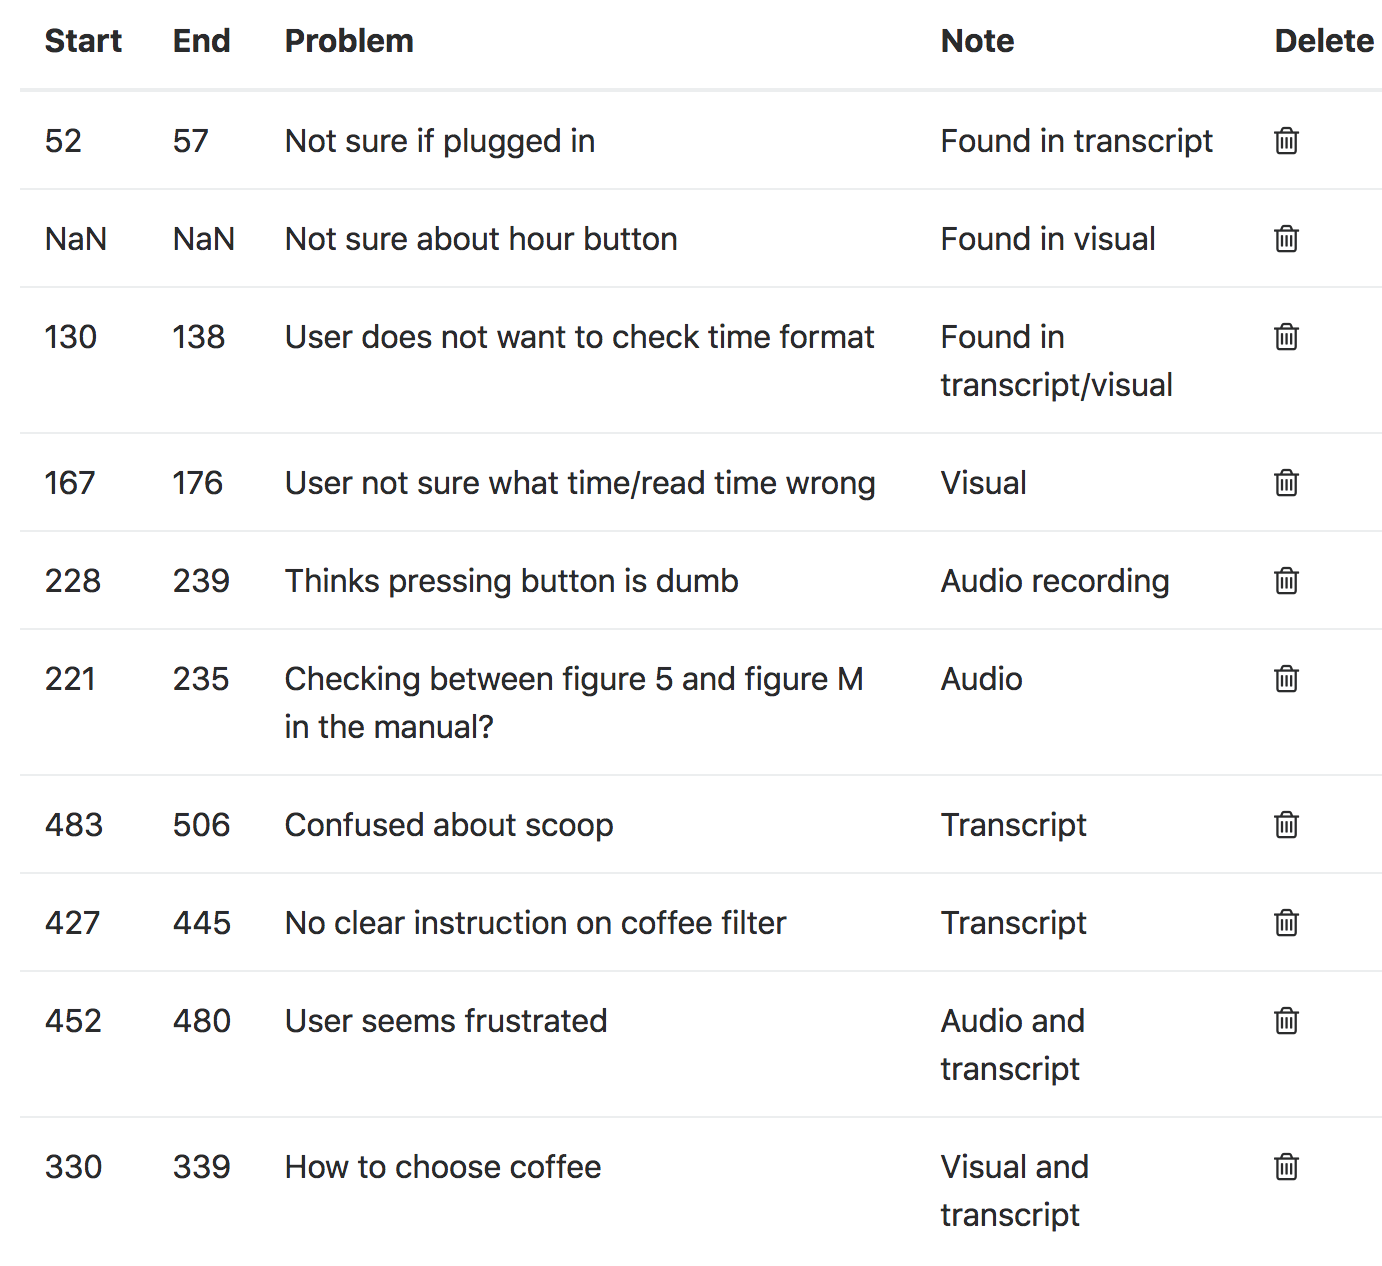 Start End Problem Note Delete
52 57 Not sure if plugged in Found in transcript
NaN NaN Not sure about hour button Found in visual
130 138 User does not want to check time format Found in
transcript/visual
167 176 User not sure what time/read time wrong Visual
228 239 Thinks pressing button is dumb Audio recording
221 235 Checking between figure 5 and figure M Audio
in the manual?
483 506 Confused about scoop Transcript
427 445 No clear instruction on coffee filter Transcript
452 480 User seems frustrated Audio and
transcript
330 339 How to choose coffee Visual and
transcript